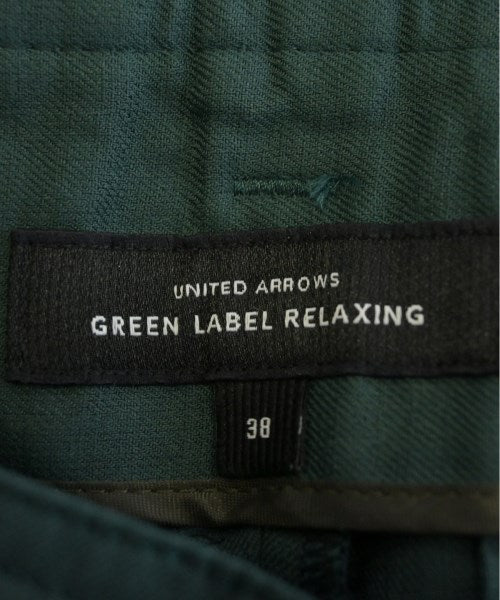 UNITED ARROWS
GREEN LABEL RELAXING
38